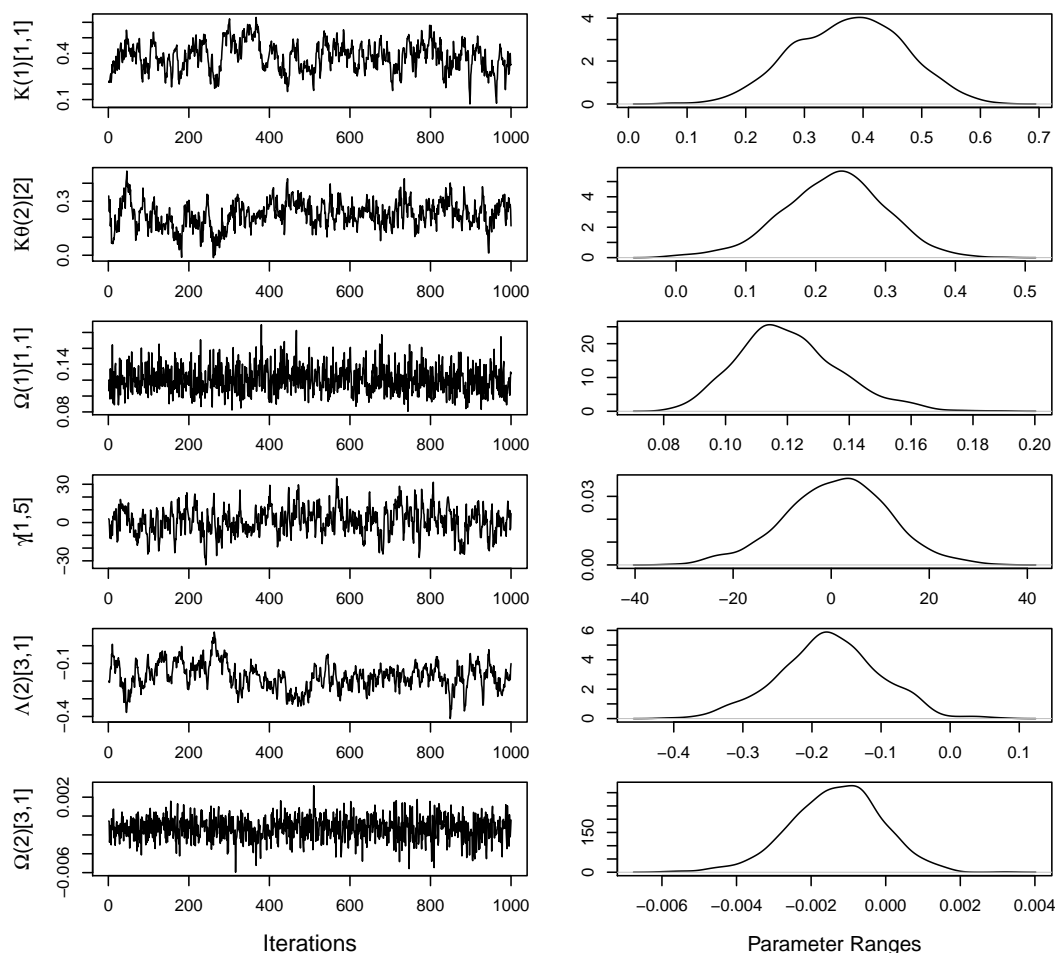 K(1)[1,1]
0.1 0.4
0 200 400 600 800 1000
0 2 4
0.0 0.1 0.2 0.3 0.4 0.5 0.6 0.7
Kθ(2)[2]
0.0 0.3
0 200 400 600 800 1000
0 2 4
0.0 0.1 0.2 0.3 0.4 0.5
Ω(1)[1,1]
0.08 0.14
0 200 400 600 800 1000
0 10 20
0.08 0.10 0.12 0.14 0.16 0.18 0.20
γ[1,5]
−30 0 30
0 200 400 600 800 1000
0.00 0.03
−40 −20 0 20 40
Λ(2)[3,1]
−0.4 −0.1
0 200 400 600 800 1000
0 2 4 6
−0.4 −0.3 −0.2 −0.1 0.0 0.1
Ω(2)[3,1]
−0.006 0.002
0 200 400 600 800 1000
0 150
−0.006 −0.004 −0.002 0.000 0.002 0.004
Iterations
Parameter Ranges